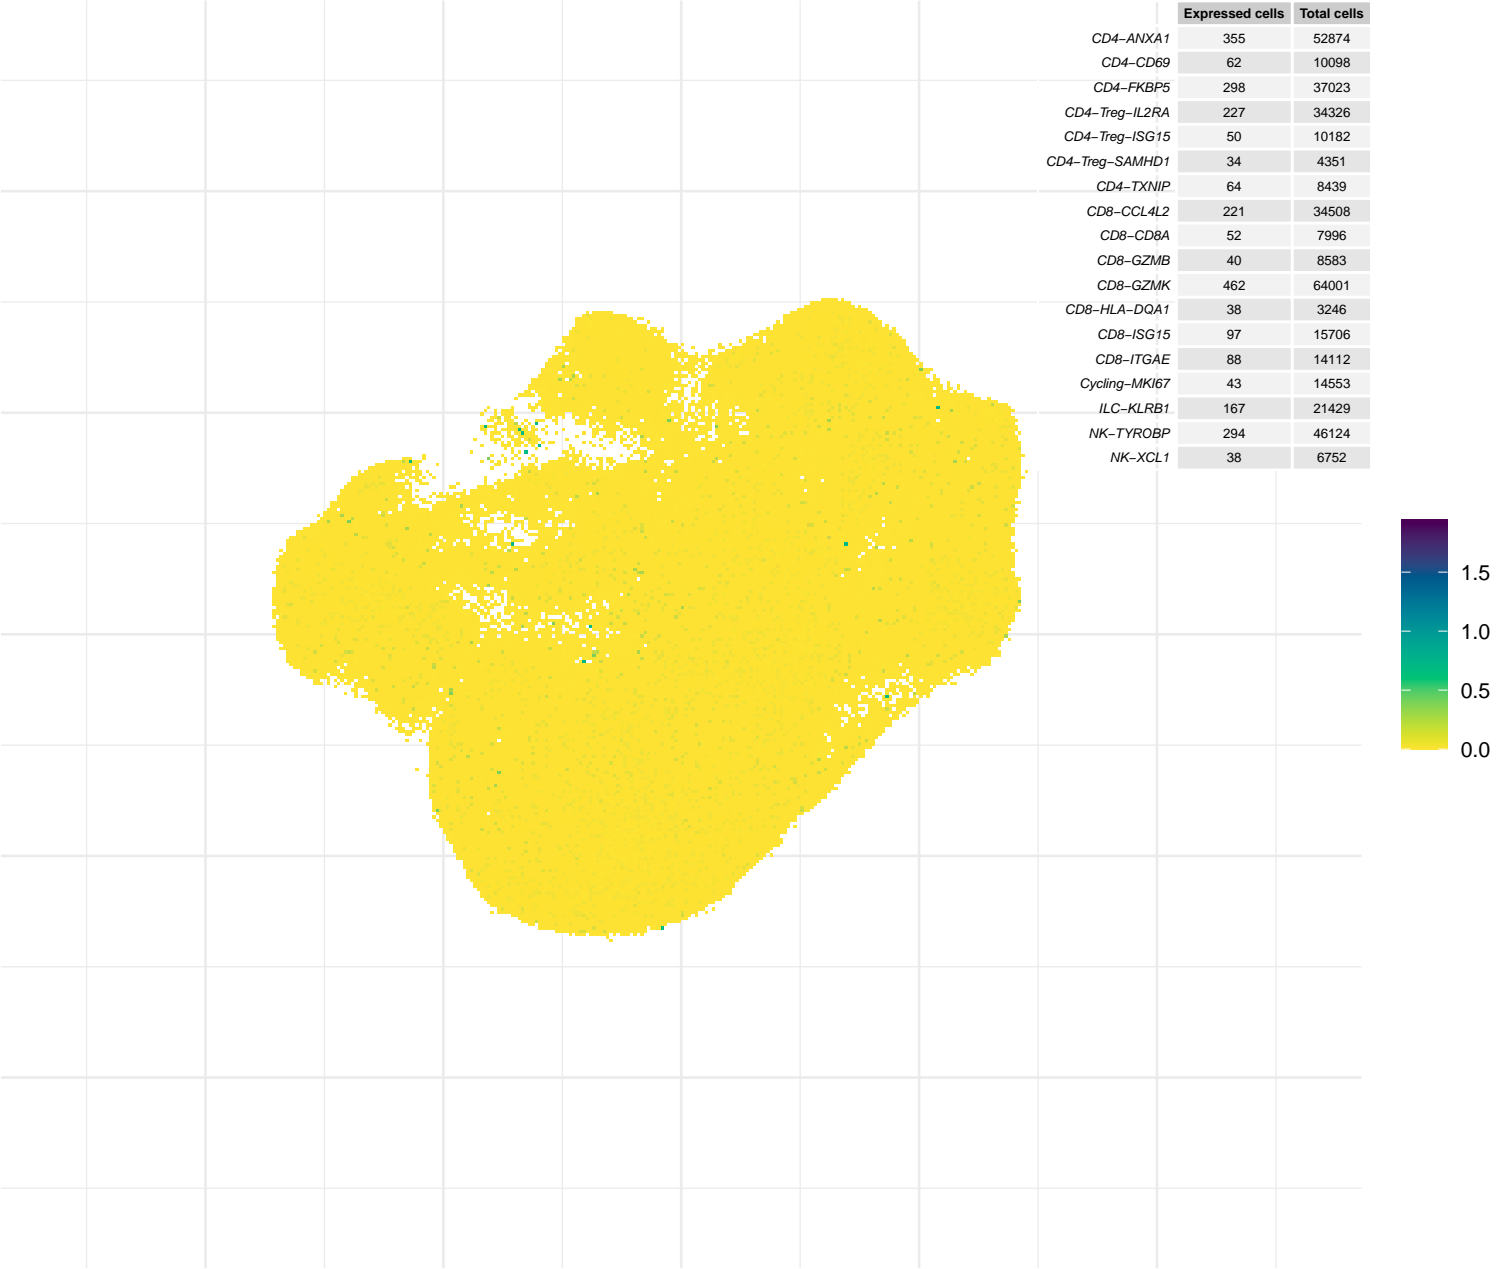 Expressed cells Total cells
CD4−ANXA1 355 52874
CD4−CD69 62 10098
CD4−FKBP5 298 37023
CD4−Treg−IL2RA 227 34326
CD4−Treg−ISG15 50 10182
CD4−Treg−SAMHD1 34 4351
CD4−TXNIP 64 8439
CD8−CCL4L2 221 34508
CD8−CD8A 52 7996
CD8−GZMB 40 8583
CD8−GZMK 462 64001
CD8−HLA−DQA1 38 3246
CD8−ISG15 97 15706
CD8−ITGAE 88 14112
Cycling−MKI67 43 14553
ILC−KLRB1 167 21429
NK−TYROBP 294 46124
NK−XCL1 38 6752
1.5
1.0
0.5
0.0